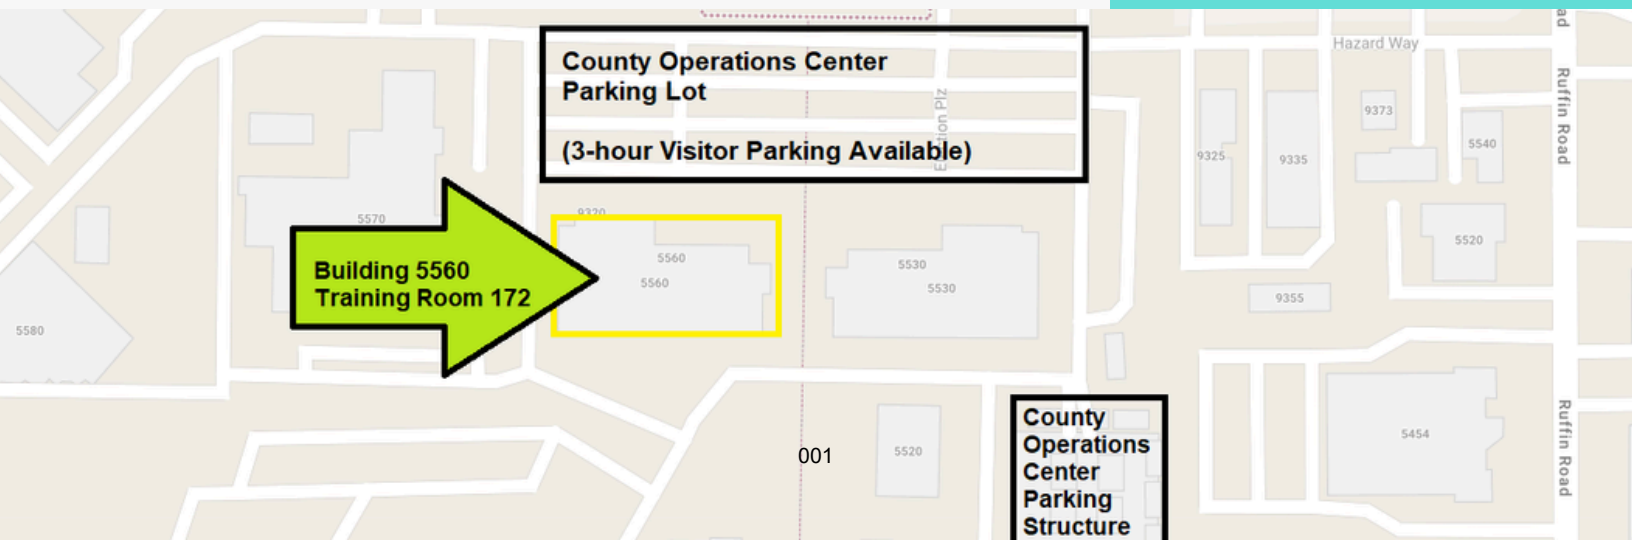 ad
Hazard Way
County Operations Center
Parking Lot
(3-hour Visitor Parking Available)
Ruffin Road
9373
5540
9325
9335
5570
9320
5520
Building 5560
Training Room 172
5560
5560
5530
5530
9355
5580
County
Operations
Center
Parking
Structure
5520
001
5454
Ruffin Road